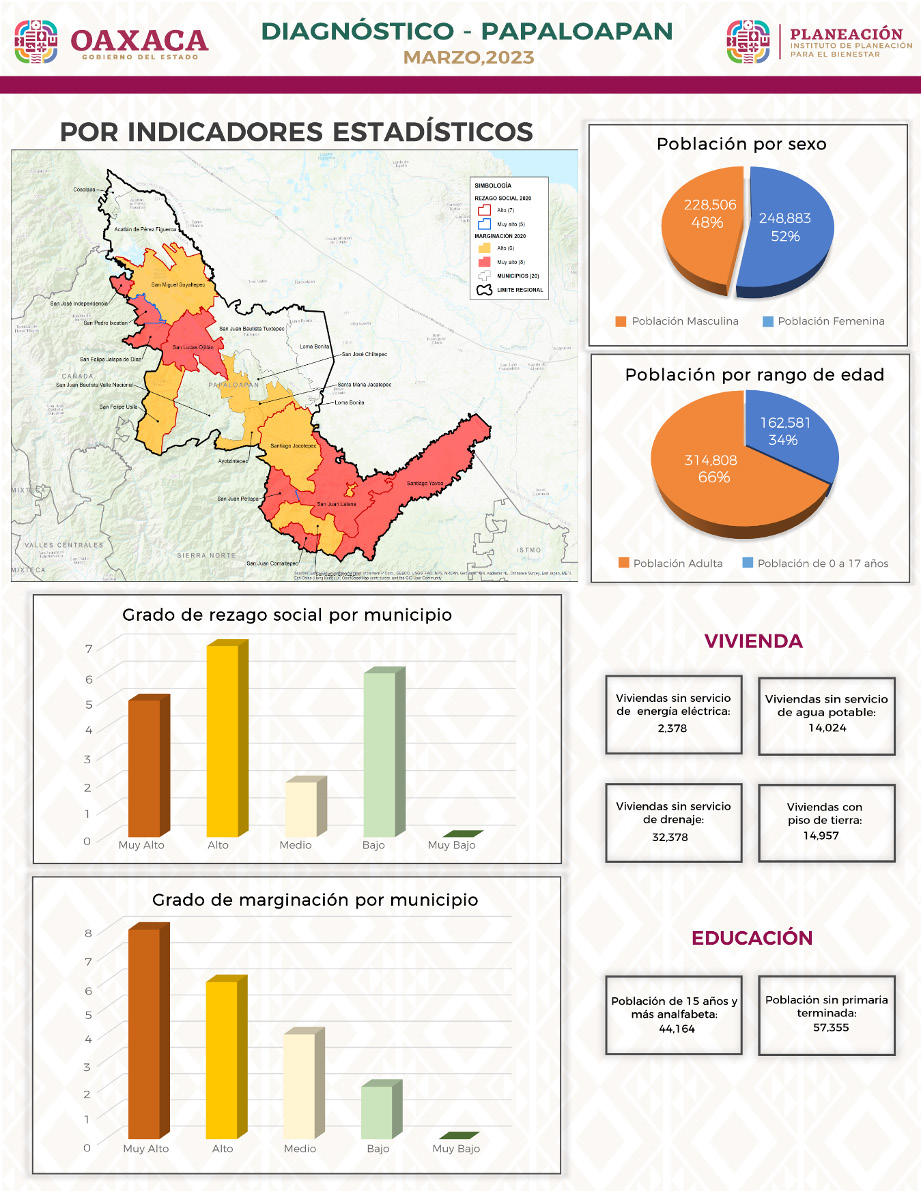 OAXACA
GOBIERNO DEL ESTADO
DIAGNÓSTICO - PAPALOAPAN
MARZO,2023
PLANEACIÓN
INSTITUTO DE PLANEACIÓN
PARA EL BIENESTAR
POR INDICADORES ESTADÍSTICOS
SIMBOLOGÍA
REZAGO SOCIAL 2020
Alto (7)
Muy alto (5)
MARGINACIÓN 2020
Alto (6)
Muy alto (8)
MUNICIPIOS (20)
LIMITE REGIONAL
Cosolapa
Acatlán de Pérez Figueroa
San Miguel Soyaltepec
San José Independencia
San Pedro Ixcatlán
San Juan Bautista Tuxtepec
San Lucas Ojitlán
Loma Bonita
San José Chiltepec
San Felipe Jalapa de Díaz
CAÑADA
San Juan Bautista Valle Nacional
PAPALOAPAN
Santa María Jacatepec
Loma Bonita
San Felipe Usila
Ayotzintepec
Santiago Jocotepec
Santiago Yaveo
San Juan Petlapa
San Juan Lalana
MIXTECA
VALLES CENTRALES
SIERRA NORTE
ISTMO
MIXTECA
San Juan Comaltepec
Población por sexo
228,506
48%
248,883
52%
Población Masculina
Población Femenina
Población por rango de edad
162,581
34%
314,808
66%
Población Adulta
Población de 0 a 17 años
Grado de rezago social por municipio
7
6
5
4
3
2
1
0
Muy Alto
Alto
Medio
Bajo
Muy Bajo
VIVIENDA
Viviendas sin servicio
de energía eléctrica:
2,378
Viviendas sin servicio
de agua potable:
14,024
Viviendas sin servicio
de drenaje:
32,378
Viviendas con
piso de tierra:
14,957
Grado de marginación por municipio
8
7
6
5
4
3
2
1
0
Muy Alto
Alto
Medio
Bajo
Muy Bajo
EDUCACIÓN
Población de 15 años y
más analfabeta:
44,164
Población sin primaria
terminada:
57,355